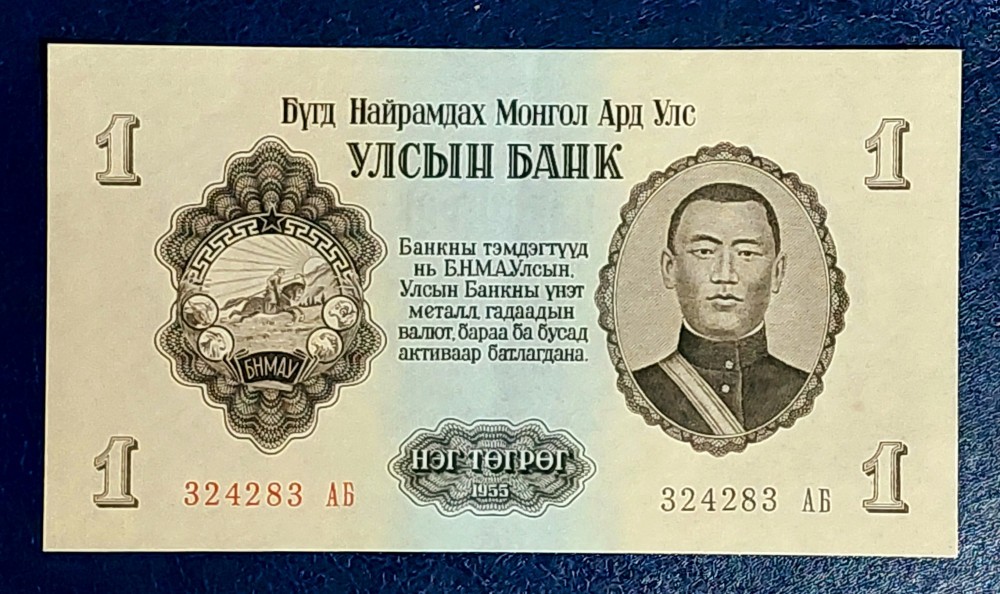 Бүгд Найрамдах Монгол Ард Улс
УЛСЫН БАНК
1
1
Банкны тэмдэгтүүд
нь Б.Н.М.А.Улсын,
Улсын Банкны үнэт
металл, гадаадын
валют, бараа ба бусад
активаар батлагдана.
БНМАУ
НЭГ ТӨГРӨГ
1955
1
324283 АБ
324283 АБ
1